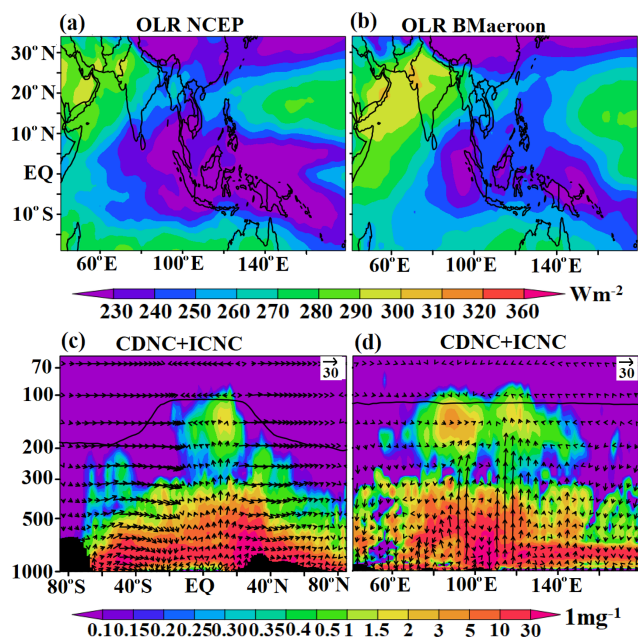 (a) OLR NCEP (b) OLR BMaeroon
30°N
20°N
10°N
EQ
10°S
60°E 100°E 140°E 60°E 100°E 140°E
230 240 250 260 270 280 290 300 310 320 340 360 Wm-2
(c) CDNC+ICNC (d) CDNC+ICNC
30 30
70
100
200
300
500
1000
80°S 40°S EQ 40°N 80°N 60°E 100°E 140°E
0.1 0.15 0.2 0.25 0.30 0.35 0.4 0.5 1 1.5 2 3 5 10 30 1mg-1